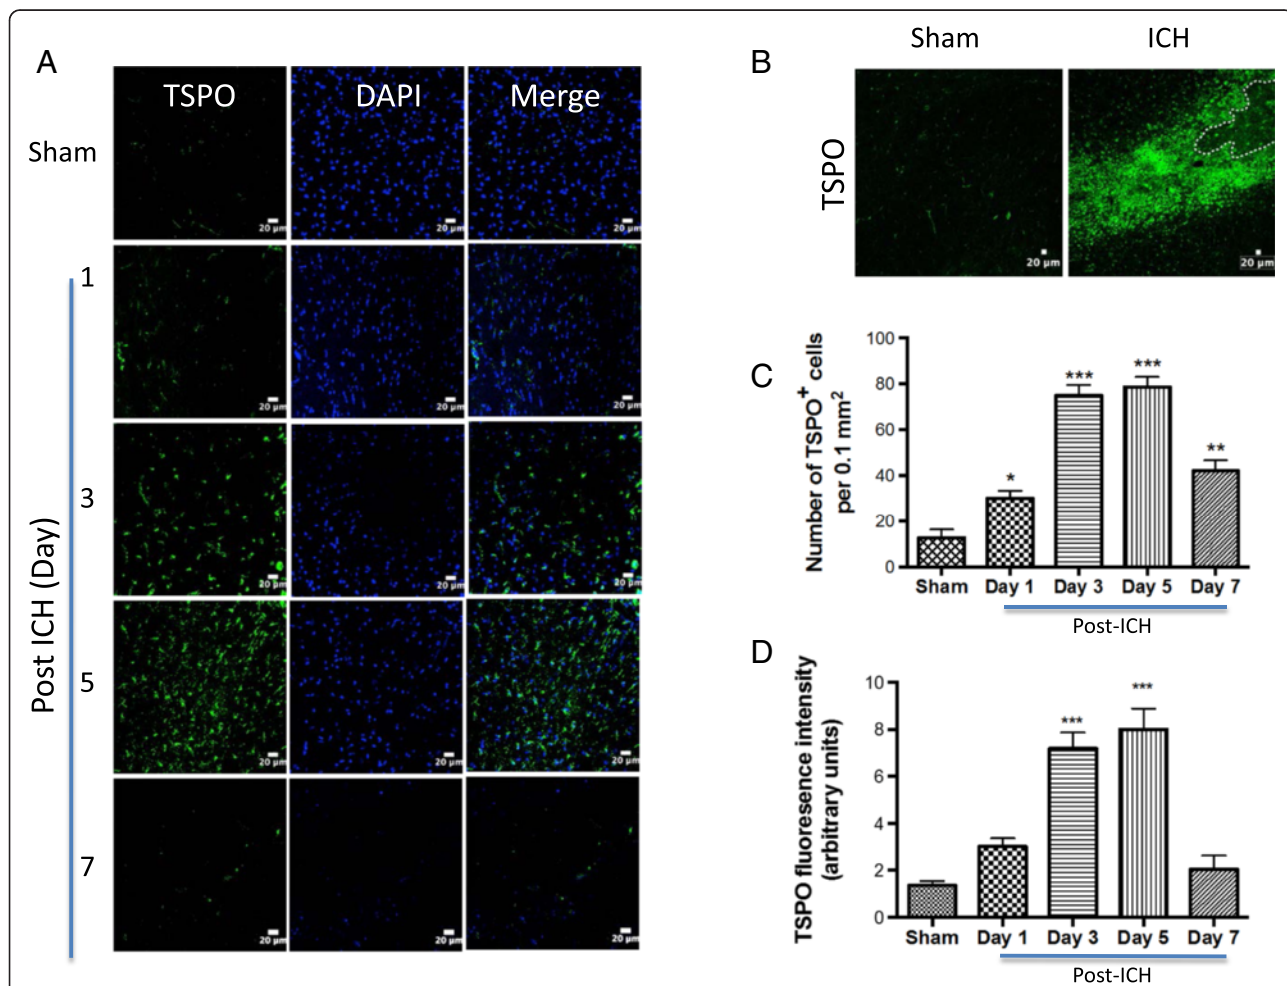 A
TSPO DAPI Merge
Sham
20 µm 20 µm 20 µm
1
20 µm 20 µm 20 µm
3
20 µm 20 µm 20 µm
5
20 µm 20 µm 20 µm
7
20 µm 20 µm 20 µm
Post ICH (Day)
B
Sham ICH
TSPO
20 µm 20 µm
C
Number of TSPO+ cells
per 0.1 mm2
100
80
60
40
20
0
* *** *** **
Sham Day 1 Day 3 Day 5 Day 7
Post-ICH
D
TSPO fluoresence intensity
(arbitrary units)
10
8
6
4
2
0
*** ***
Sham Day 1 Day 3 Day 5 Day 7
Post-ICH